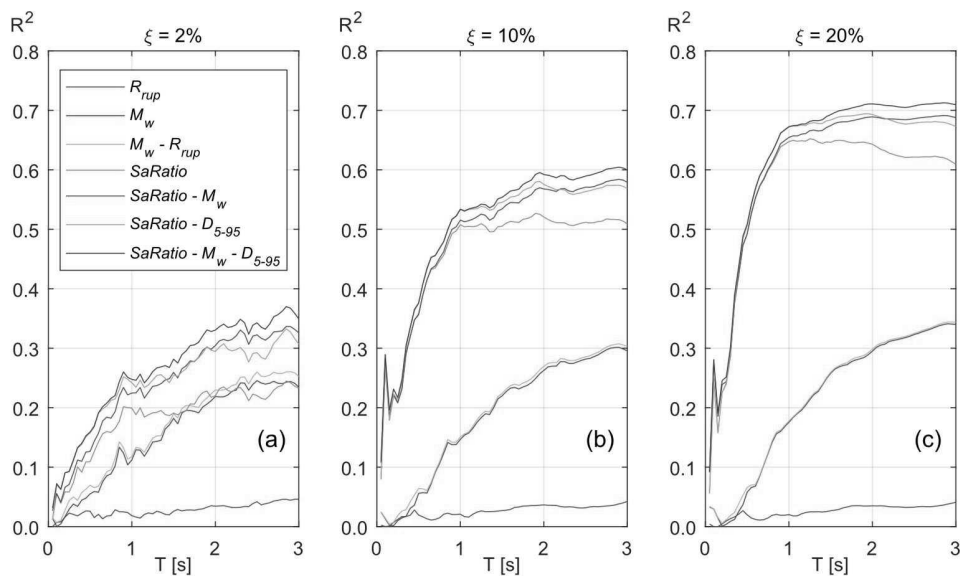 R²
ξ = 2%
ξ = 10%
ξ = 20%
0.8
0.7
0.6
0.5
0.4
0.3
0.2
0.1
0.0
R_rup
M_w
M_w - R_rup
SaRatio
SaRatio - M_w
SaRatio - D_5-95
SaRatio - M_w - D_5-95
(a)
0 1 2 3
T [s]
R²
0.8
0.7
0.6
0.5
0.4
0.3
0.2
0.1
0.0
(b)
0 1 2 3
T [s]
R²
0.8
0.7
0.6
0.5
0.4
0.3
0.2
0.1
0.0
(c)
0 1 2 3
T [s]